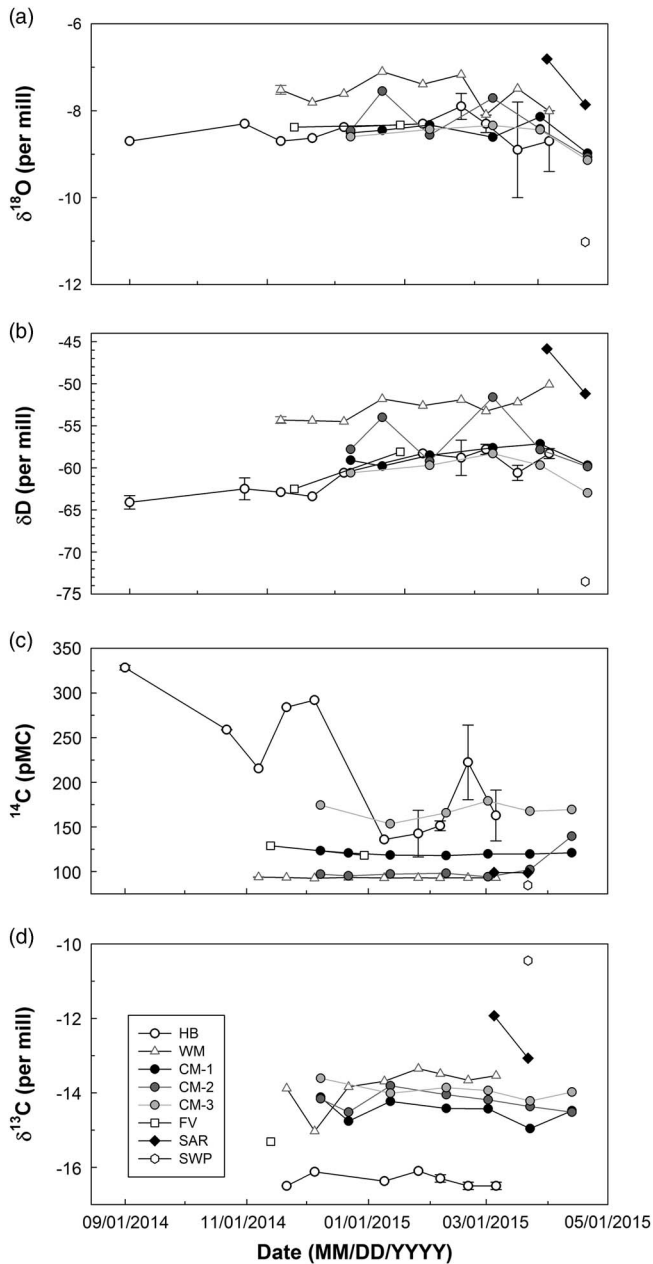 (a)
-6
-8
-10
-12
δ18O (per mill)
(b)
-45
-50
-55
-60
-65
-70
-75
δD (per mill)
(c)
350
300
250
200
150
100
14C (pMC)
(d)
-10
-12
-14
-16
δ13C (per mill)
HB
WM
CM-1
CM-2
CM-3
FV
SAR
SWP
09/01/2014 11/01/2014 01/01/2015 03/01/2015 05/01/2015
Date (MM/DD/YYYY)